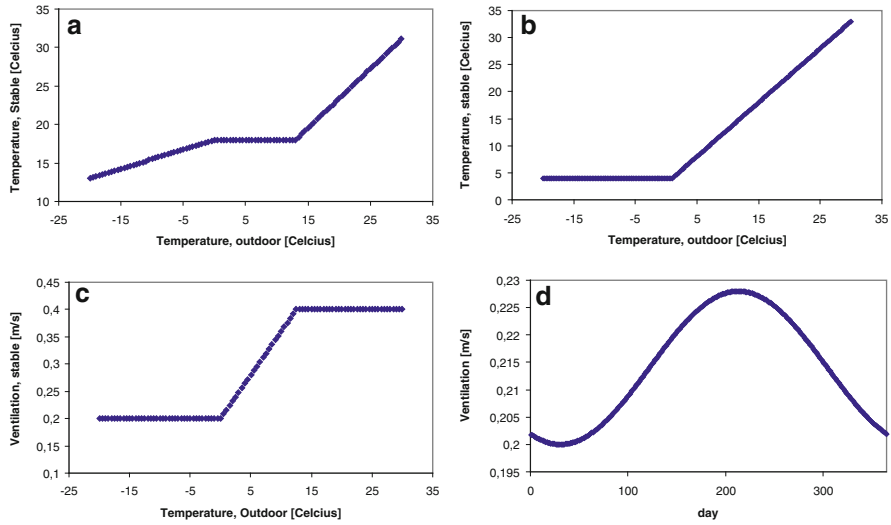 a
Temperature, Stable [Celcius]
35
30
25
20
15
10
-25 -15 -5 5 15 25 35
Temperature, outdoor [Celcius]
b
Temperature, stable [Celcius]
35
30
25
20
15
10
5
0
-25 -15 -5 5 15 25 35
Temperature, outdoor [Celcius]
c
Ventilation, stable [m/s]
0,45
0,4
0,35
0,3
0,25
0,2
0,15
0,1
-25 -15 -5 5 15 25 35
Temperature, Outdoor [Celcius]
d
Ventilation [m/s]
0,23
0,225
0,22
0,215
0,21
0,205
0,2
0,195
0 100 200 300
day